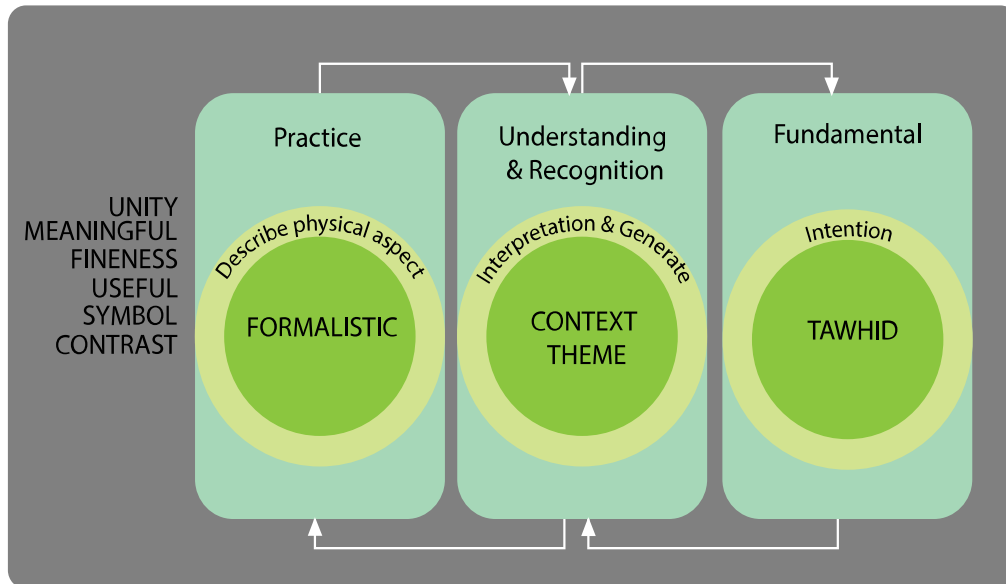 UNITY
MEANINGFUL
FINENESS
USEFUL
SYMBOL
CONTRAST
Practice
Describe physical aspect
FORMALISTIC
Understanding
& Recognition
Interpretation & Generate
CONTEXT
THEME
Fundamental
Intention
TAWHID